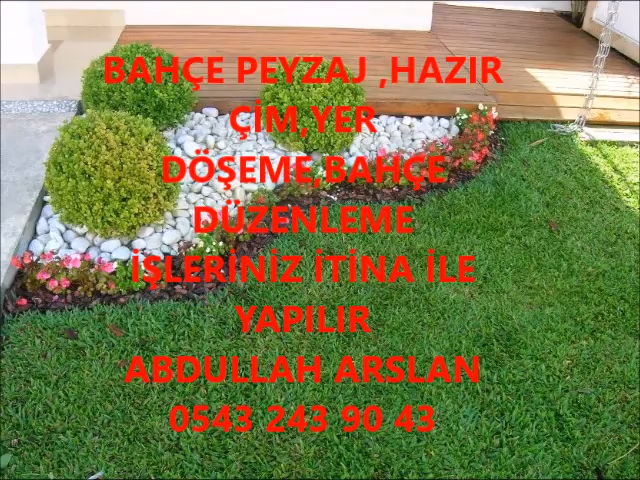 BAHÇE PEYZAJ ,HAZIR
ÇİM,YER
DÖŞEME,BAHÇE
DÜZENLEME
İŞLERİNİZ İTİNA İLE
YAPILIR
ABDULLAH ARSLAN
0543 243 90 43